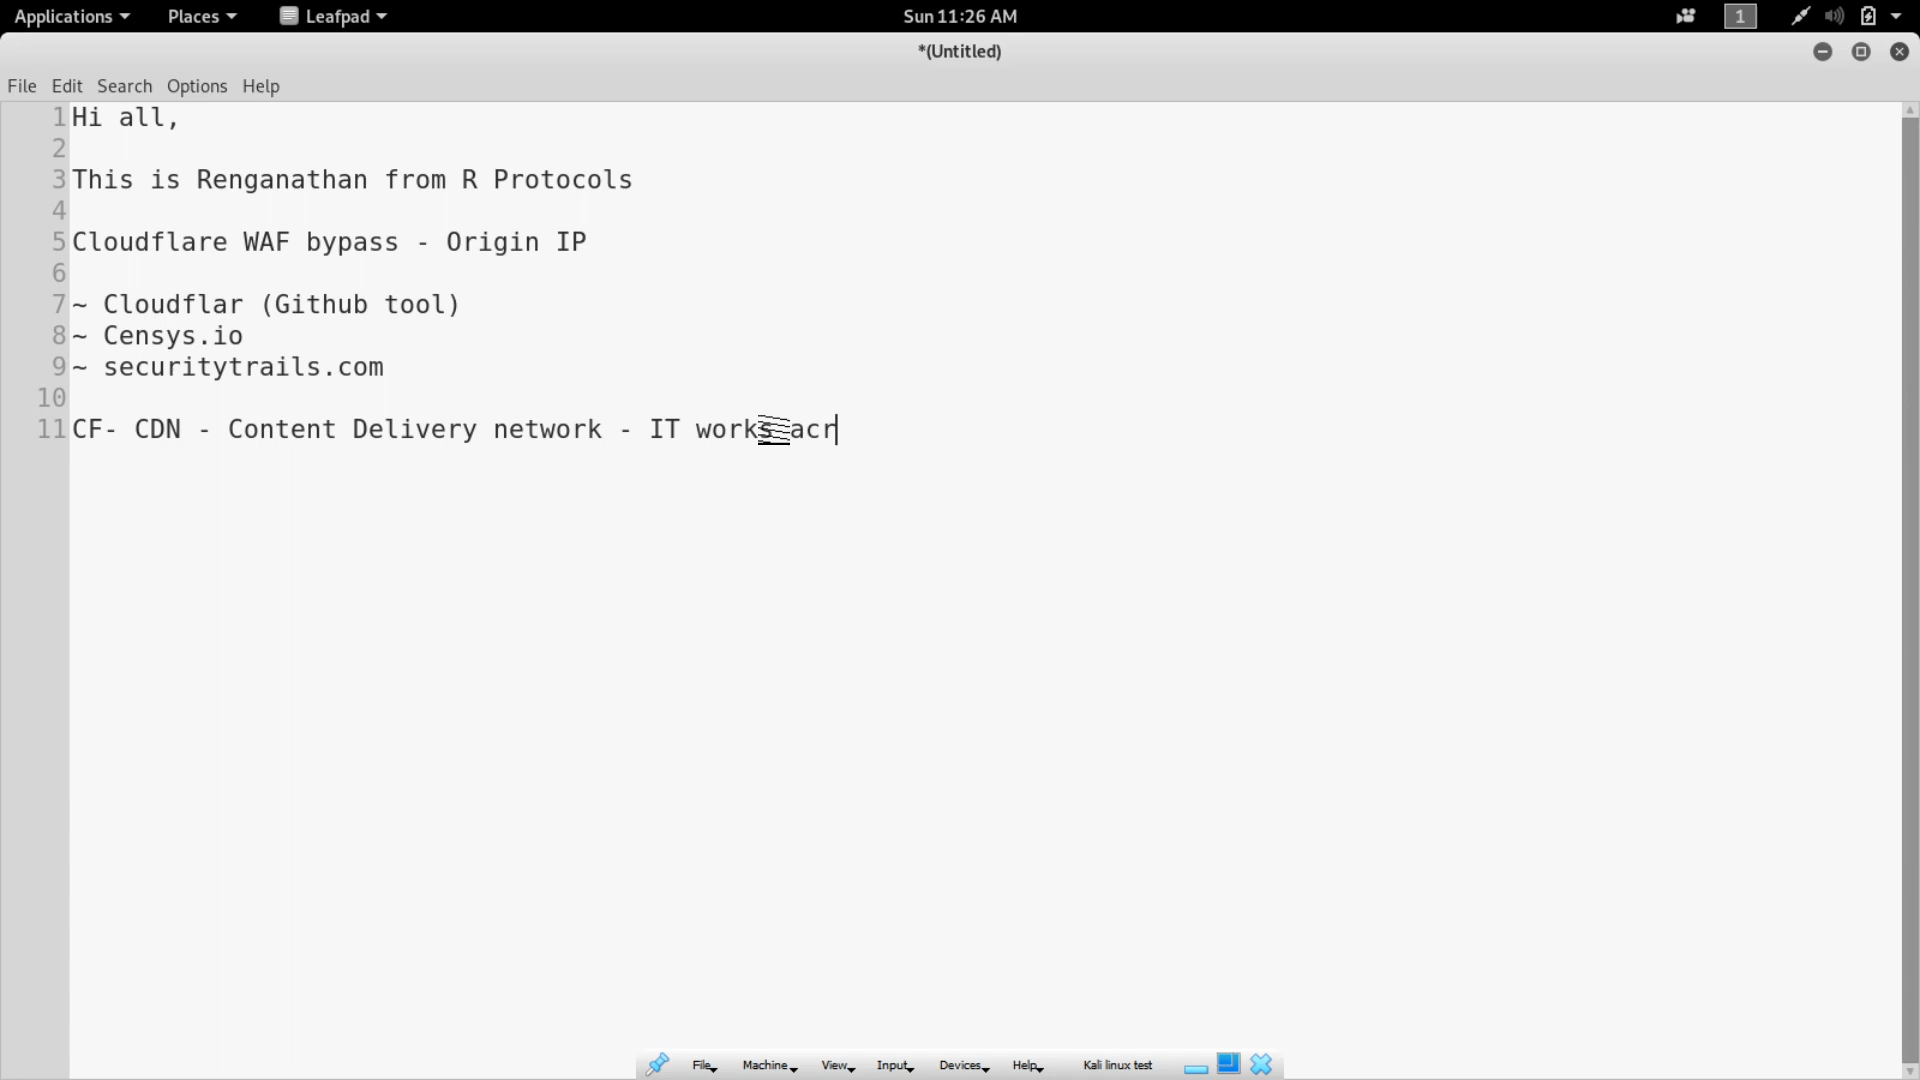 Applications Places Leafpad Sun 11:26 AM 1
*(Untitled)
File Edit Search Options Help
1 Hi all,
2
3 This is Renganathan from R Protocols
4
5 Cloudflare WAF bypass - Origin IP
6
7 ~ Cloudflar (Github tool)
8 ~ Censys.io
9 ~ securitytrails.com
10
11 CF- CDN - Content Delivery network - IT works acr
File Machine View Input Devices Help Kali linux test